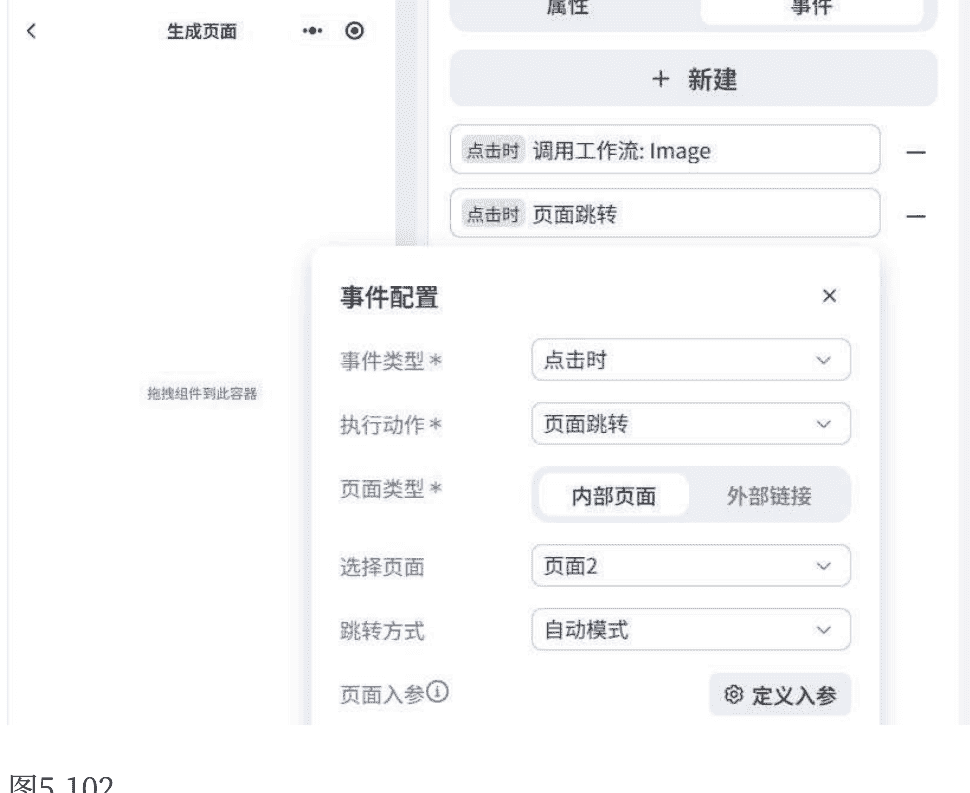 生成页面
属性 事件
+ 新建
点击时 调用工作流: Image
点击时 页面跳转
事件配置
事件类型*
点击时
执行动作*
页面跳转
页面类型*
内部页面 外部链接
选择页面
页面2
跳转方式
自动模式
页面入参
定义入参
拖拽组件到此容器
图5.102